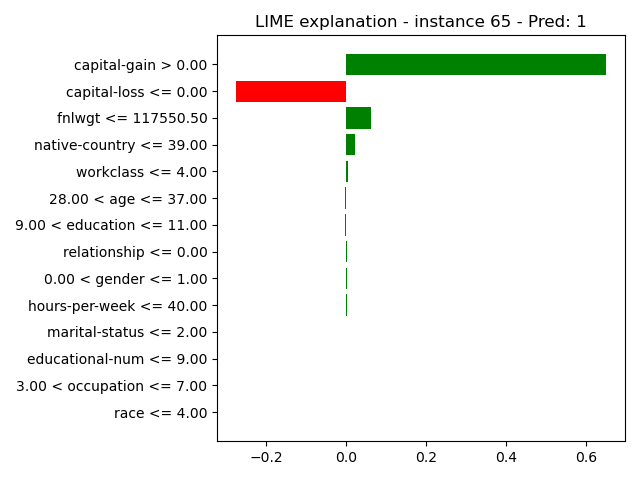 LIME explanation - instance 65 - Pred: 1
capital-gain > 0.00
capital-loss <= 0.00
fnlwgt <= 117550.50
native-country <= 39.00
workclass <= 4.00
28.00 < age <= 37.00
9.00 < education <= 11.00
relationship <= 0.00
0.00 < gender <= 1.00
hours-per-week <= 40.00
marital-status <= 2.00
educational-num <= 9.00
3.00 < occupation <= 7.00
race <= 4.00
−0.2 0.0 0.2 0.4 0.6